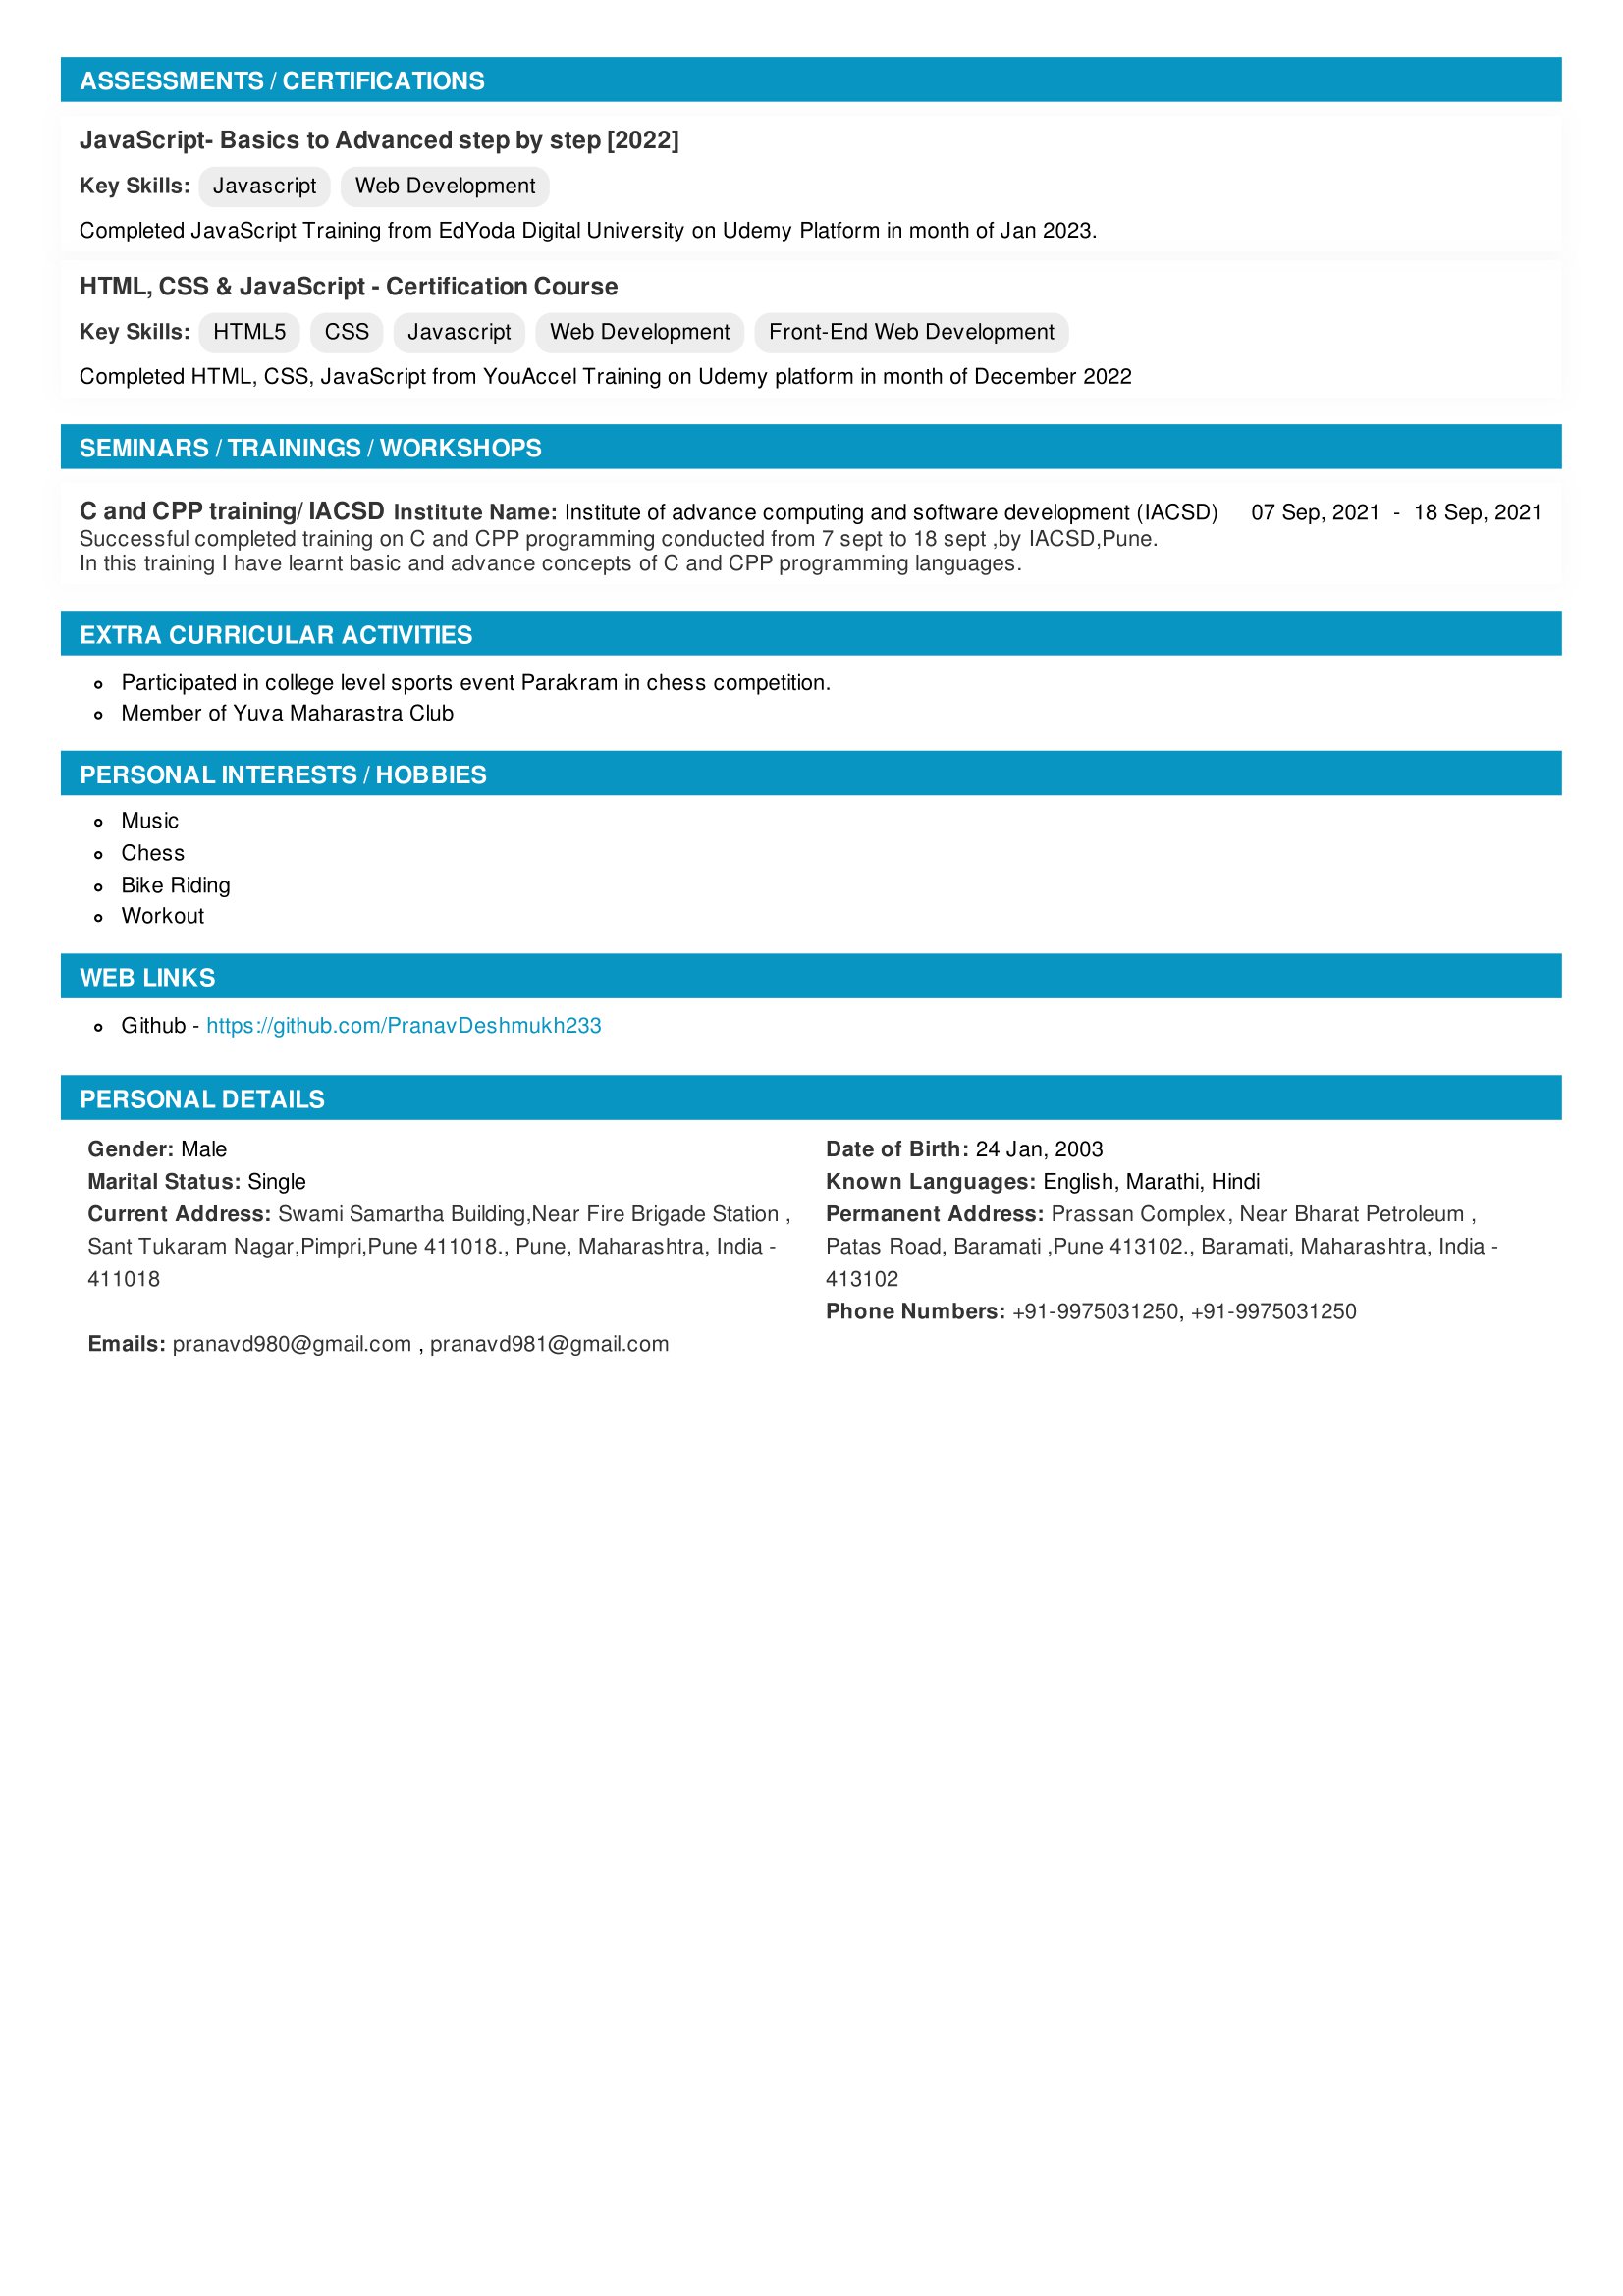 ASSESSMENTS / CERTIFICATIONS
JavaScript- Basics to Advanced step by step [2022]
Key Skills: Javascript Web Development
Completed JavaScript Training from EdYoda Digital University on Udemy Platform in month of Jan 2023.
HTML, CSS & JavaScript - Certification Course
Key Skills: HTML5 CSS Javascript Web Development Front-End Web Development
Completed HTML, CSS, JavaScript from YouAccel Training on Udemy platform in month of December 2022
SEMINARS / TRAININGS / WORKSHOPS
C and CPP training/ IACSD Institute Name: Institute of advance computing and software development (IACSD) 07 Sep, 2021 - 18 Sep, 2021
Successful completed training on C and CPP programming conducted from 7 sept to 18 sept ,by IACSD,Pune.
In this training I have learnt basic and advance concepts of C and CPP programming languages.
EXTRA CURRICULAR ACTIVITIES
Participated in college level sports event Parakram in chess competition.
Member of Yuva Maharastra Club
PERSONAL INTERESTS / HOBBIES
Music
Chess
Bike Riding
Workout
WEB LINKS
Github - https://github.com/PranavDeshmukh233
PERSONAL DETAILS
Gender: Male
Date of Birth: 24 Jan, 2003
Marital Status: Single
Known Languages: English, Marathi, Hindi
Current Address: Swami Samartha Building,Near Fire Brigade Station ,
Sant Tukaram Nagar,Pimpri,Pune 411018., Pune, Maharashtra, India -
411018
Permanent Address: Prassan Complex, Near Bharat Petroleum ,
Patas Road, Baramati ,Pune 413102., Baramati, Maharashtra, India -
413102
Phone Numbers: +91-9975031250, +91-9975031250
Emails: pranavd980@gmail.com , pranavd981@gmail.com